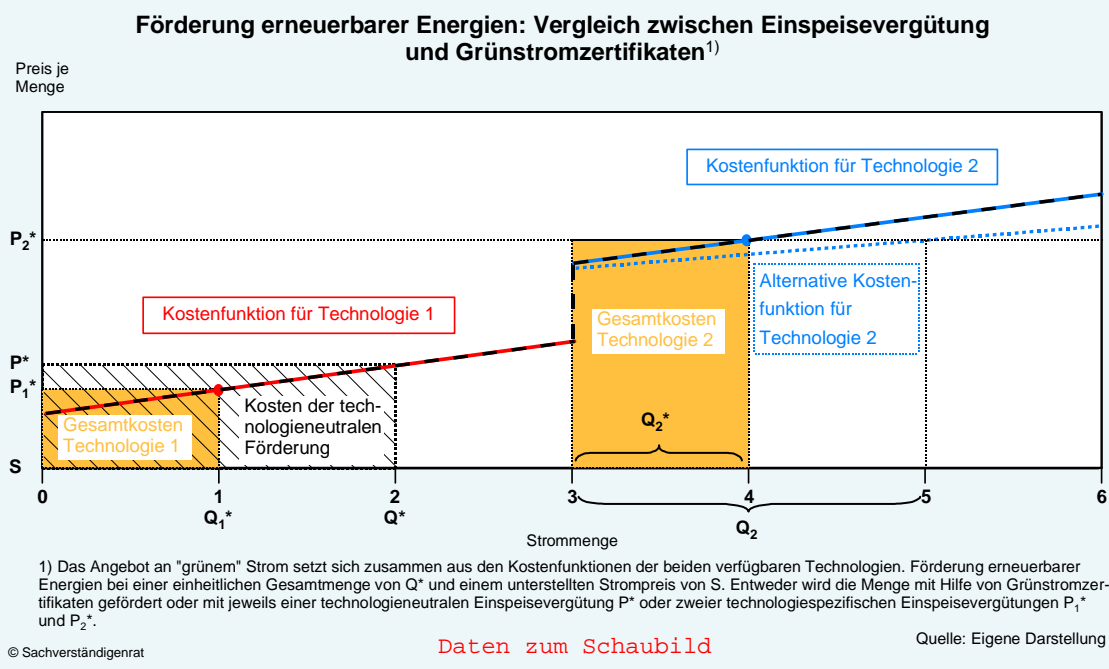 Förderung erneuerbarer Energien: Vergleich zwischen Einspeisevergütung
und Grünstromzertifikaten1)
Preis je
Menge
Kostenfunktion für Technologie 2
P2*
Alternative Kosten-
funktion für
Technologie 2
Kostenfunktion für Technologie 1
Gesamtkosten
Technologie 2
P*
P1*
Kosten der tech-
nologieneutralen
Förderung
Gesamtkosten
Technologie 1
Q2*
S
0 1 2 3 4 5 6
Q1* Q* Q2
Strommenge
1) Das Angebot an "grünem" Strom setzt sich zusammen aus den Kostenfunktionen der beiden verfügbaren Technologien. Förderung erneuerbarer
Energien bei einer einheitlichen Gesamtmenge von Q* und einem unterstellten Strompreis von S. Entweder wird die Menge mit Hilfe von Grünstromzer-
tifikaten gefördert oder mit jeweils einer technologieneutralen Einspeisevergütung P* oder zweier technologiespezifischen Einspeisevergütungen P1*
und P2*.
Daten zum Schaubild
Quelle: Eigene Darstellung
© Sachverständigenrat